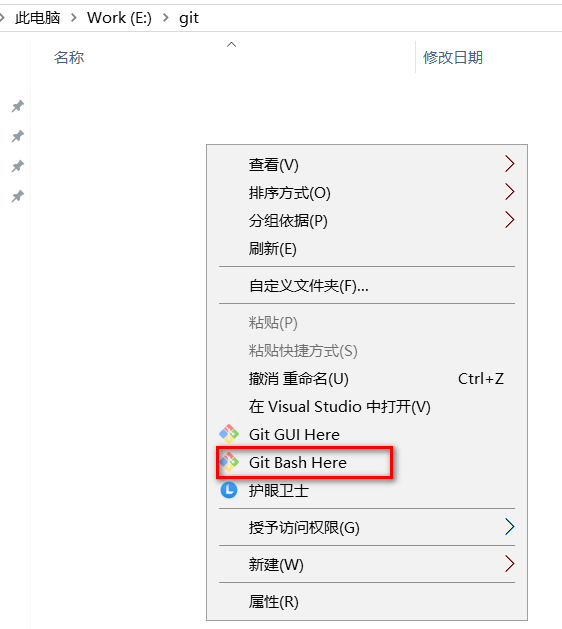 此电脑 > Work (E:) > git
名称 修改日期
查看(V)
排序方式(O)
分组依据(P)
刷新(E)
自定义文件夹(F)...
粘贴(P)
粘贴快捷方式(S)
撤消 重命名(U) Ctrl+Z
在 Visual Studio 中打开(V)
Git GUI Here
Git Bash Here
护眼卫士
授予访问权限(G)
新建(W)
属性(R)